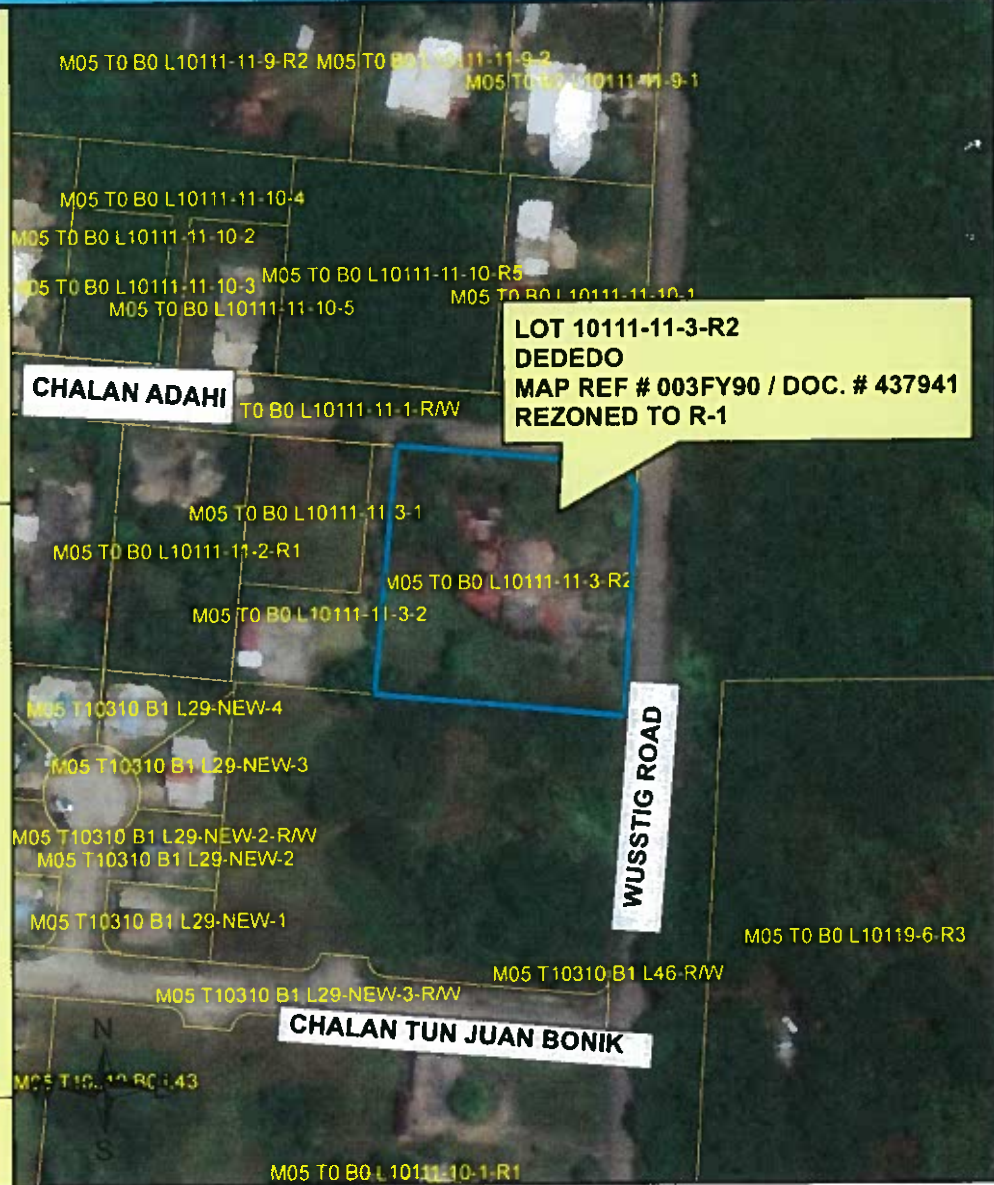 M05 T0 B0 L10111-11-9-R2 M05 T0 B0 L10111-11-9-2
M05 T0 B0 L10111-11-9-1
M05 T0 B0 L10111-11-10-4
M05 T0 B0 L10111-11-10-2
05 T0 B0 L10111-11-10-3 M05 T0 B0 L10111-11-10-R5
M05 T0 B0 L10111-11-10-5
M05 T0 B0 L10111-11-10-1
LOT 10111-11-3-R2
DEDEDO
MAP REF # 003FY90 / DOC. # 437941
REZONED TO R-1
CHALAN ADAHI
T0 B0 L10111-11-1-R/W
M05 T0 B0 L10111-11-3-1
M05 T0 B0 L10111-11-2-R1
M05 T0 B0 L10111-11-3-R2
M05 T0 B0 L10111-11-3-2
M05 T10310 B1 L29-NEW-4
M05 T10310 B1 L29-NEW-3
WUSSTIG ROAD
M05 T10310 B1 L29-NEW-2-R/W
M05 T10310 B1 L29-NEW-2
M05 T10310 B1 L29-NEW-1
M05 T0 B0 L10119-6-R3
M05 T10310 B1 L46-R/W
M05 T10310 B1 L29-NEW-3-R/W
CHALAN TUN JUAN BONIK
N
S
M05 T0 B0 L10111-10-1-R1